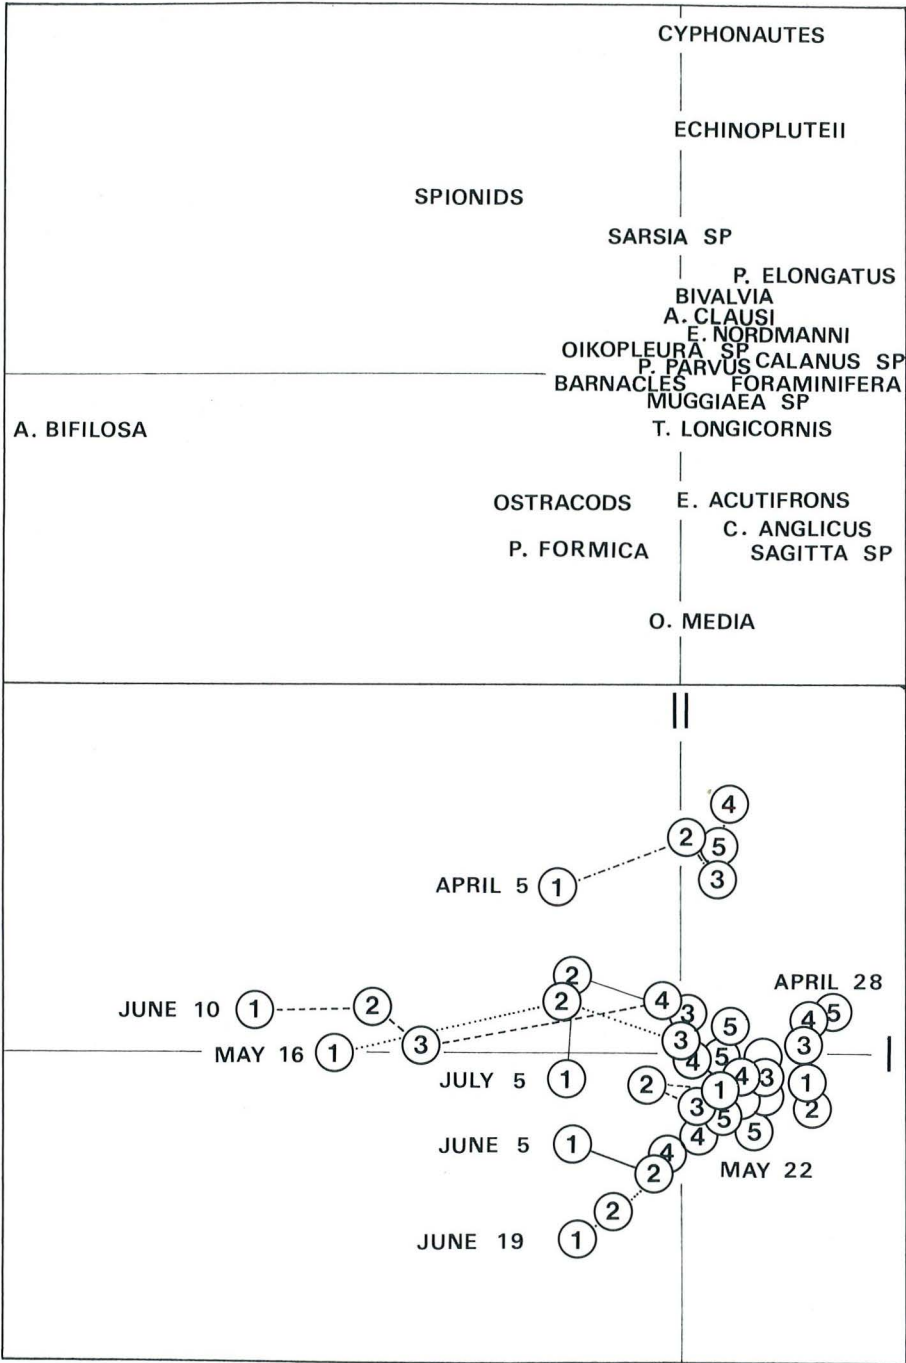 CYPHONAUTES
ECHINOPLUTEII
SPIONIDS
SARSIA SP
P. ELONGATUS
BIVALVIA
A. CLAUSI
E. NORDMANNI
OIKOPLEURA SP
CALANUS SP
P. PARVUS
BARNACLES FORAMINIFERA
MUGGIAEA SP
A. BIFILOSA T. LONGICORNIS
OSTRACODS E. ACUTIFRONS
C. ANGLICUS
P. FORMICA SAGITTA SP
O. MEDIA
II
4
2 5
APRIL 5 1 3
2 APRIL 28
JUNE 10 1 2 2 4 3 5 4 5
MAY 16 1 3 3 4 5 3 I
JULY 5 1 2 1 4 3 1
3 5 2
JUNE 5 1 4 5
2 4 MAY 22
2
JUNE 19 1